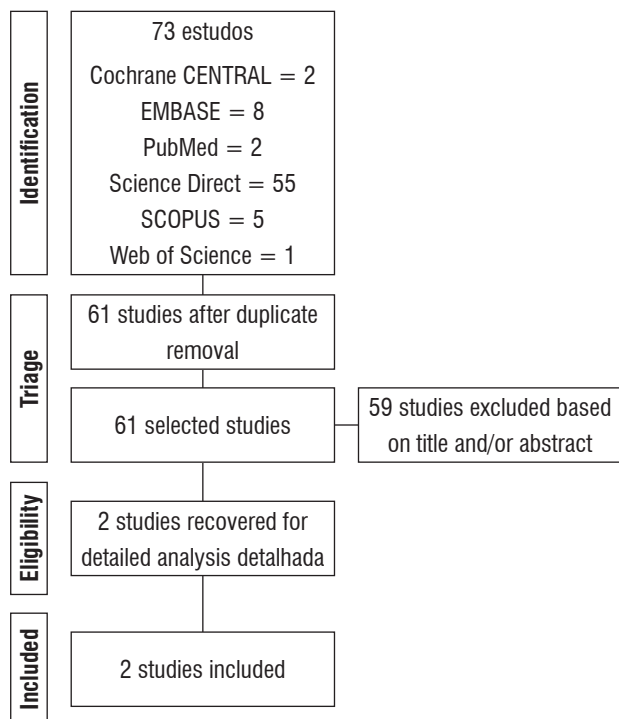 Identification
73 estudos
Cochrane CENTRAL = 2
EMBASE = 8
PubMed = 2
Science Direct = 55
SCOPUS = 5
Web of Science = 1
Triage
61 studies after duplicate
removal
61 selected studies
59 studies excluded based
on title and/or abstract
Eligibility
2 studies recovered for
detailed analysis detalhada
Included
2 studies included